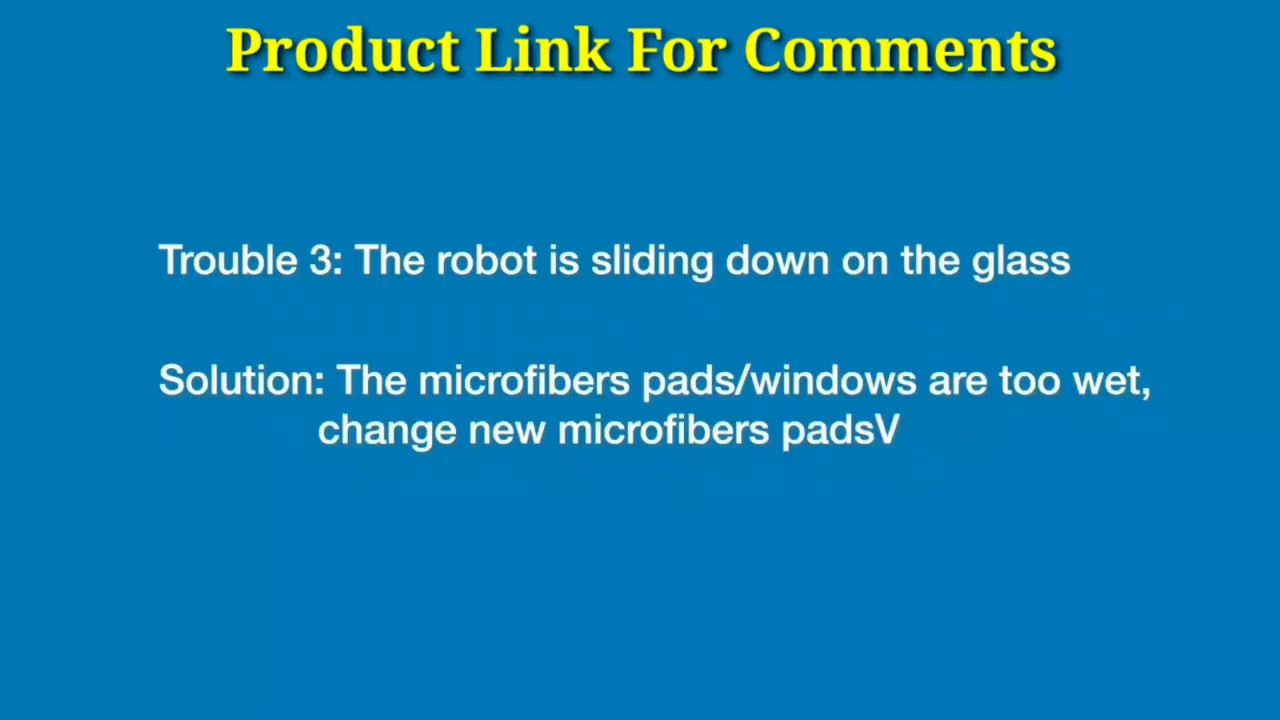 Product Link For Comments
Trouble 3: The robot is sliding down on the glass
Solution: The microfibers pads/windows are too wet,
change new microfibers padsV